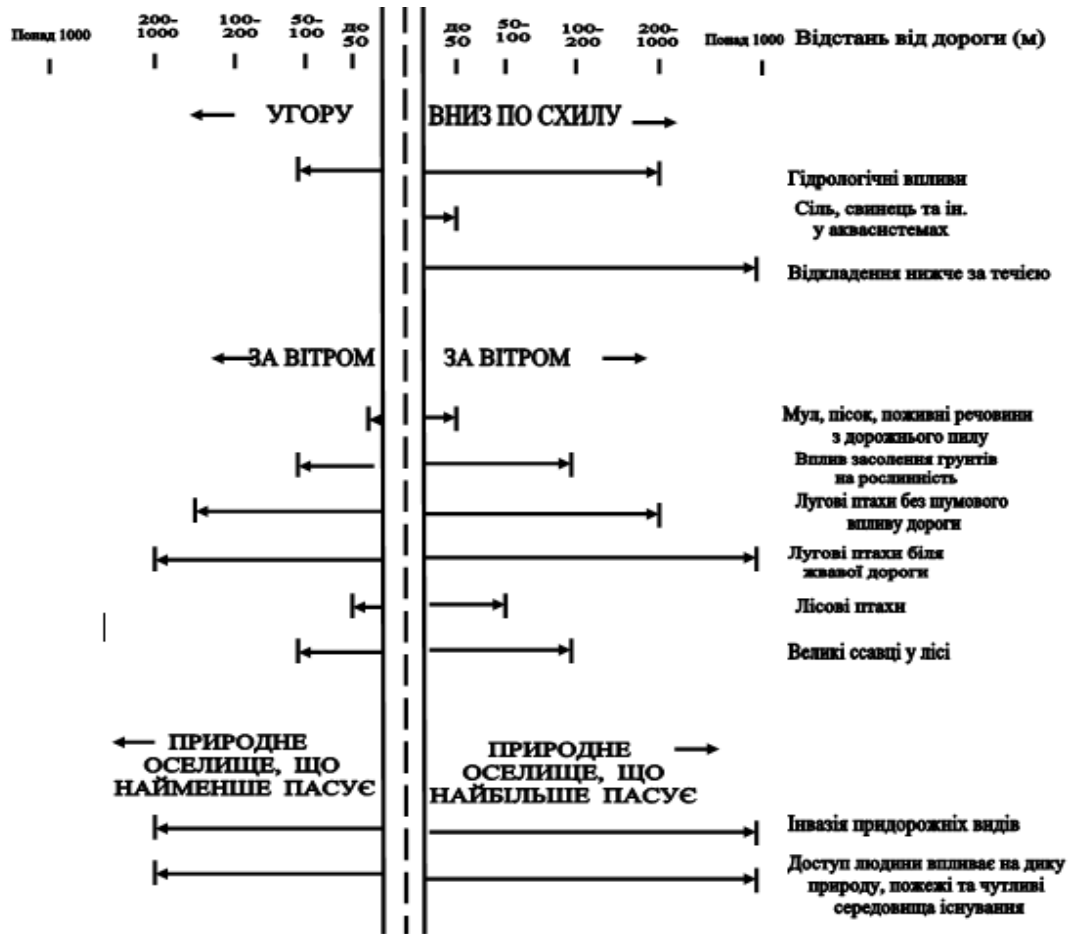 Понад 1000 200-1000 100-200 50-100 до 50 до 50 50-100 100-200 200-1000 Понад 1000 Відстань від дороги (м)
УГОРУ ВНИЗ ПО СХИЛУ
Гідрологічні впливи
Сіль, свинець та ін.
у аквасистемах
Відкладення нижче за течією
ЗА ВІТРОМ ЗА ВІТРОМ
Мул, пісок, поживні речовини
з дорожнього пилу
Вплив засолення грунтів
на рослинність
Лугові птахи без шумового
впливу дороги
Лугові птахи біля
жвавої дороги
Лісові птахи
Великі ссавці у лісі
ПРИРОДНЕ
ОСЕЛИЩЕ, ЩО
НАЙМЕНШЕ ПАСУЄ
ПРИРОДНЕ
ОСЕЛИЩЕ, ЩО
НАЙБІЛЬШЕ ПАСУЄ
Інвазія придорожніх видів
Доступ людини впливає на дику
природу, пожежі та чутливі
середовища існування